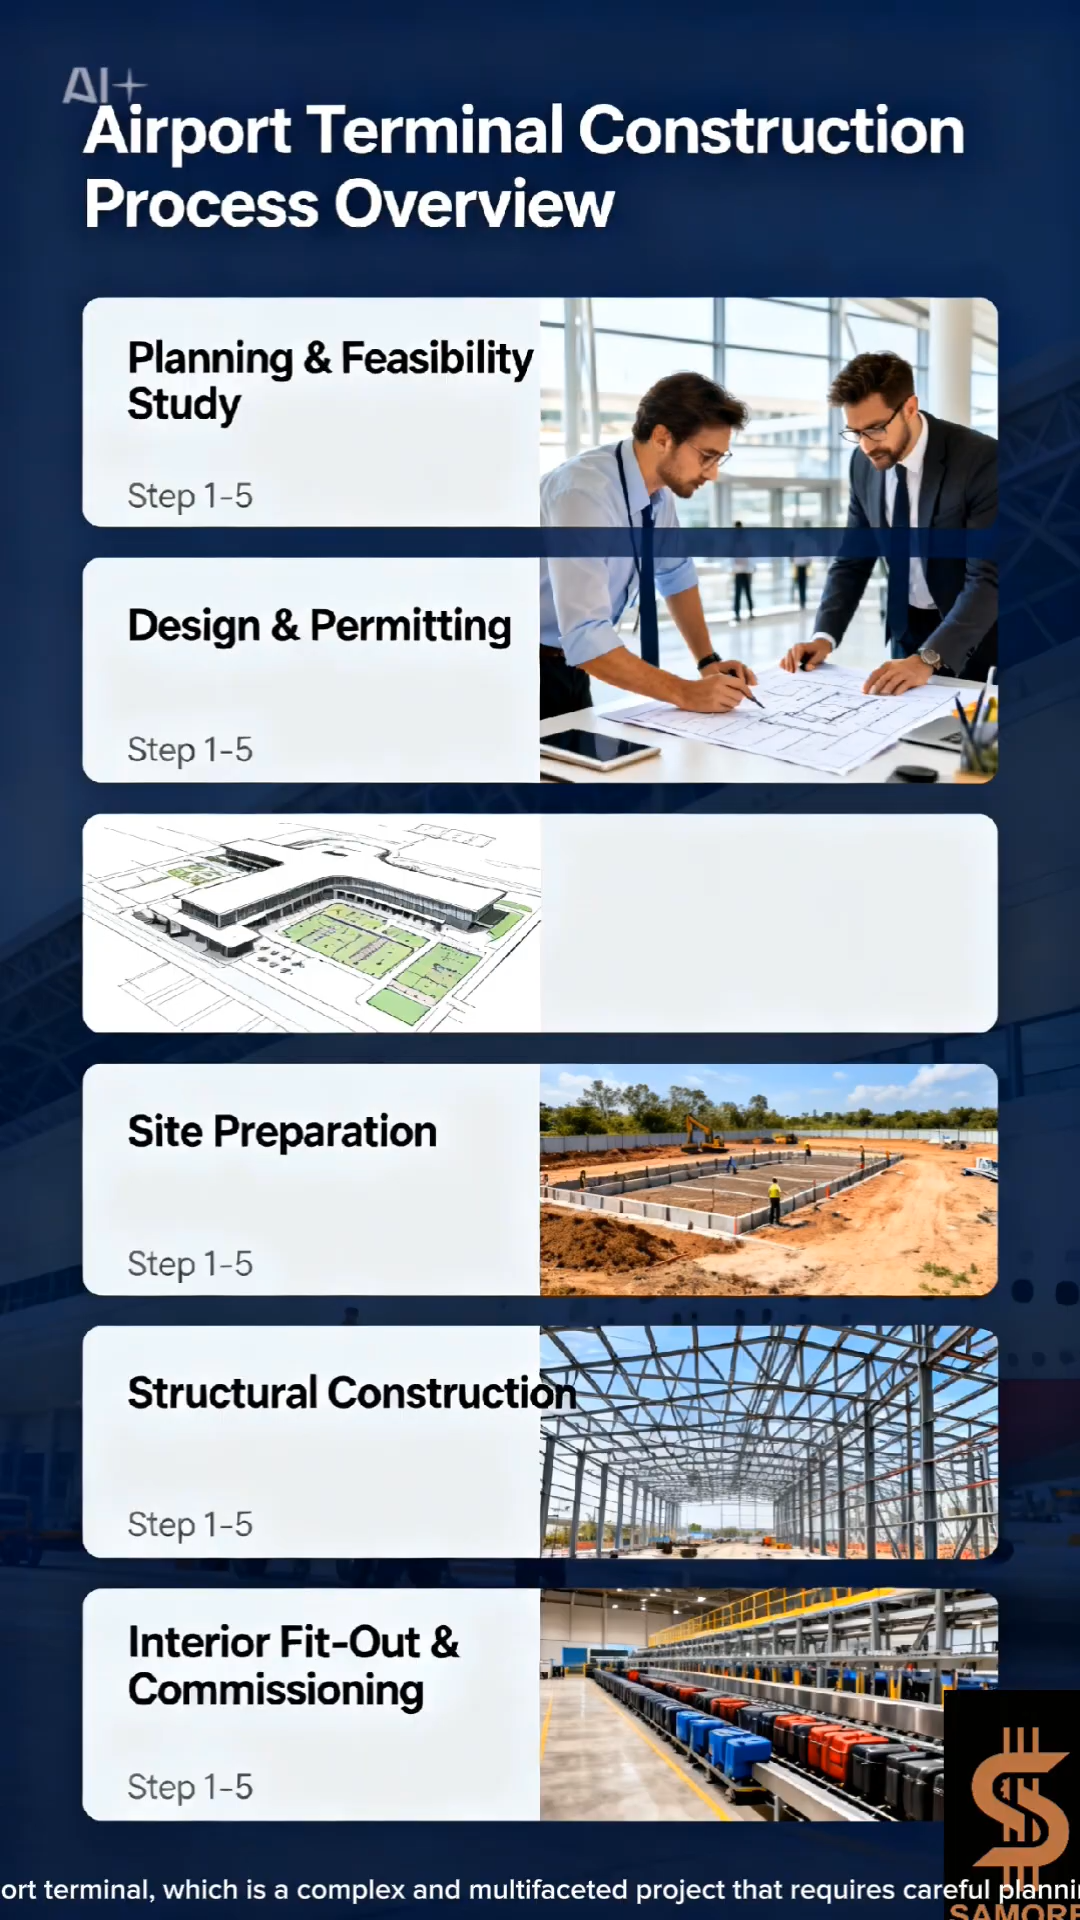 AI+
Airport Terminal Construction
Process Overview
Planning & Feasibility
Study
Step 1-5
Design & Permitting
Step 1-5
Site Preparation
Step 1-5
Structural Construction
Step 1-5
Interior Fit-Out &
Commissioning
Step 1-5
ort terminal, which is a complex and multifaceted project that requires careful planni
SAMORE